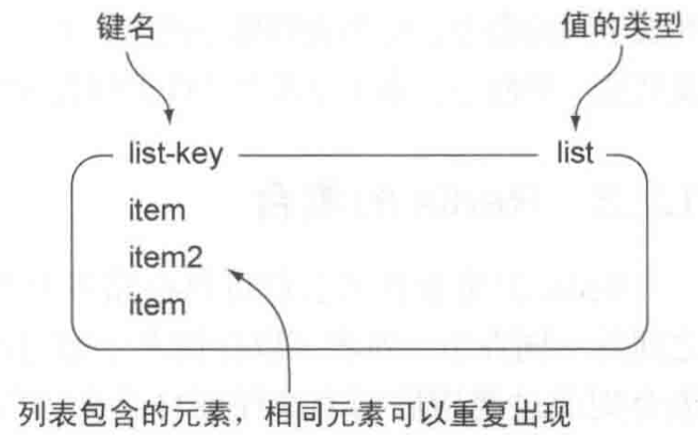 键名 值的类型
list-key list
item
item2
item
列表包含的元素，相同元素可以重复出现